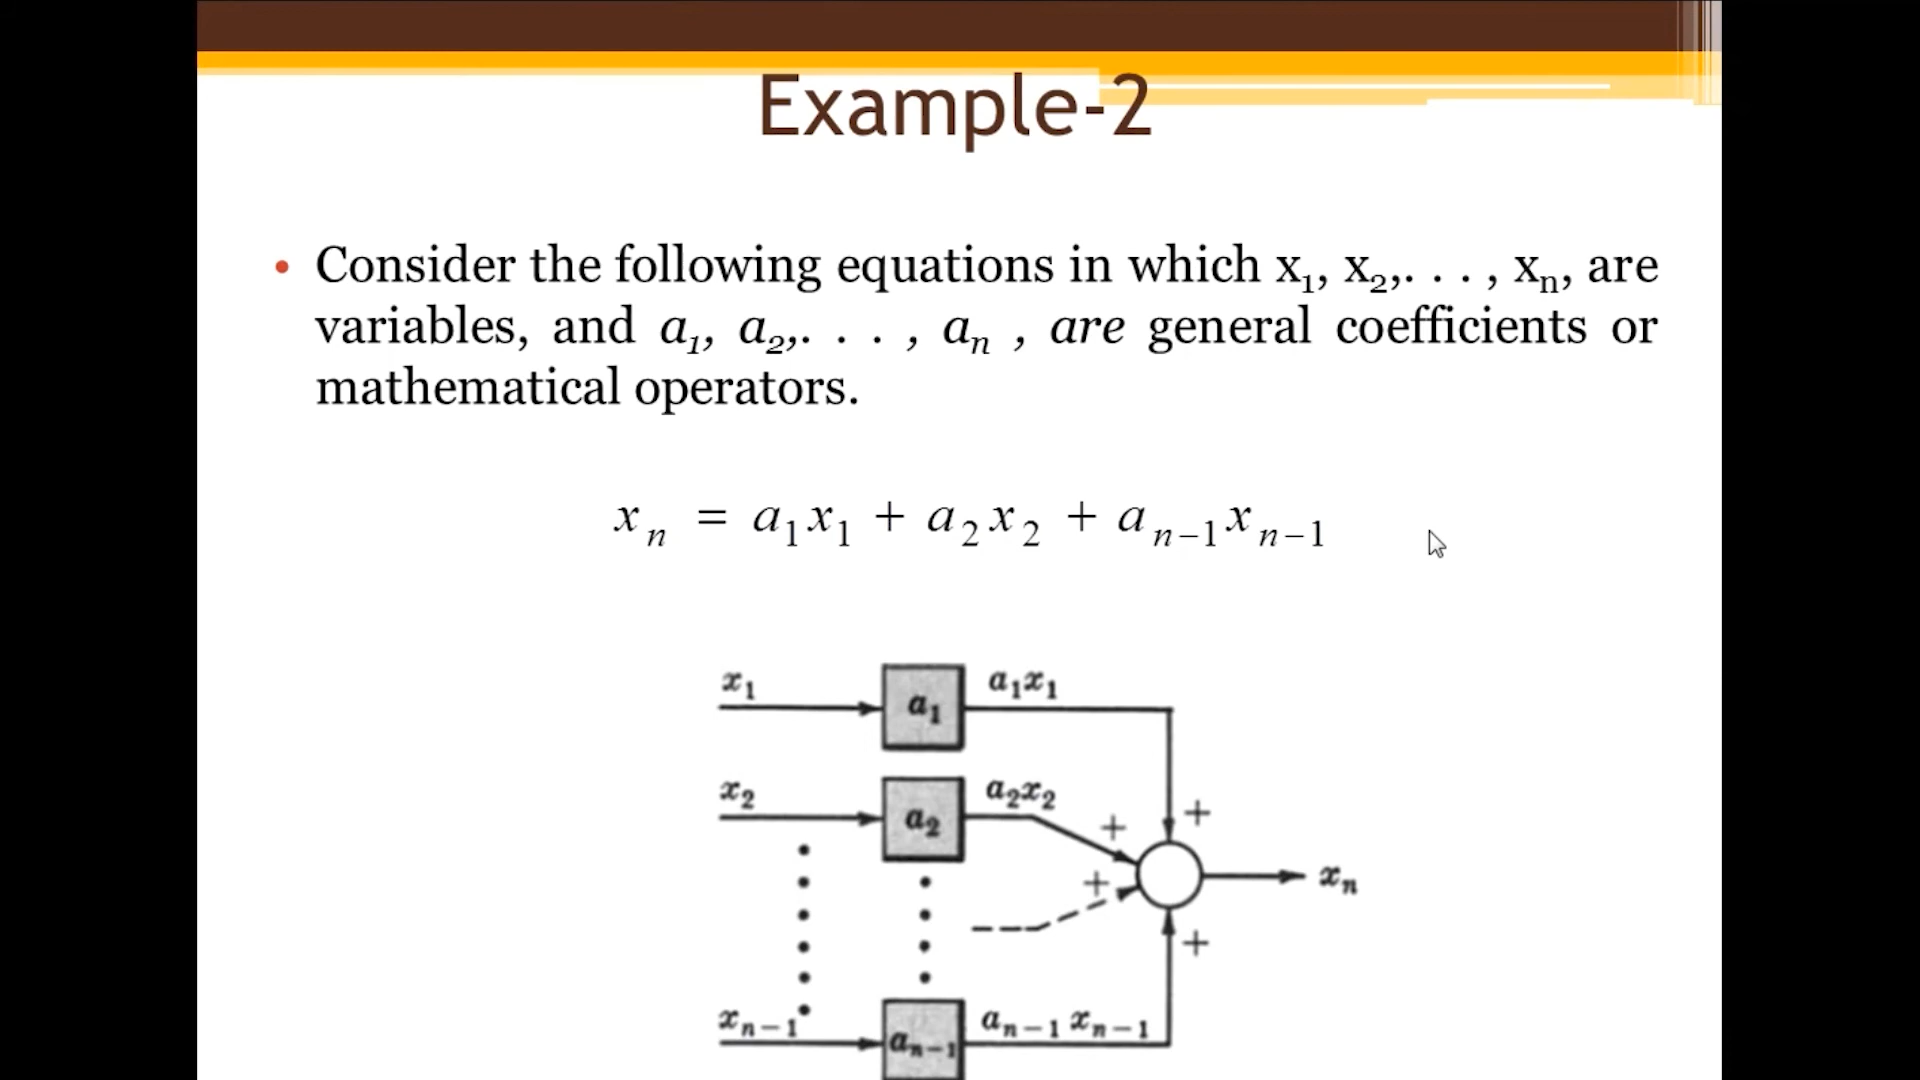 Example-2
• Consider the following equations in which x₁, x₂,. . . , xₙ, are
variables, and a₁, a₂,. . . , aₙ , are general coefficients or
mathematical operators.
xₙ = a₁x₁ + a₂x₂ + aₙ₋₁xₙ₋₁
x₁ a₁ a₁x₁
x₂ a₂ a₂x₂
+ +
+ xₙ
+
xₙ₋₁ aₙ₋₁ aₙ₋₁ xₙ₋₁